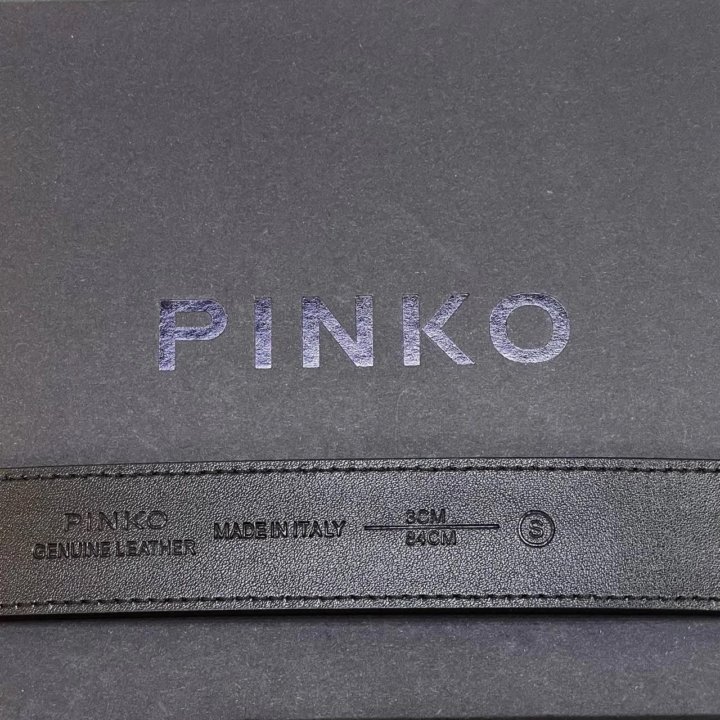 PINKO
PINKO
GENUINE LEATHER
MADE IN ITALY
3CM
84CM
S